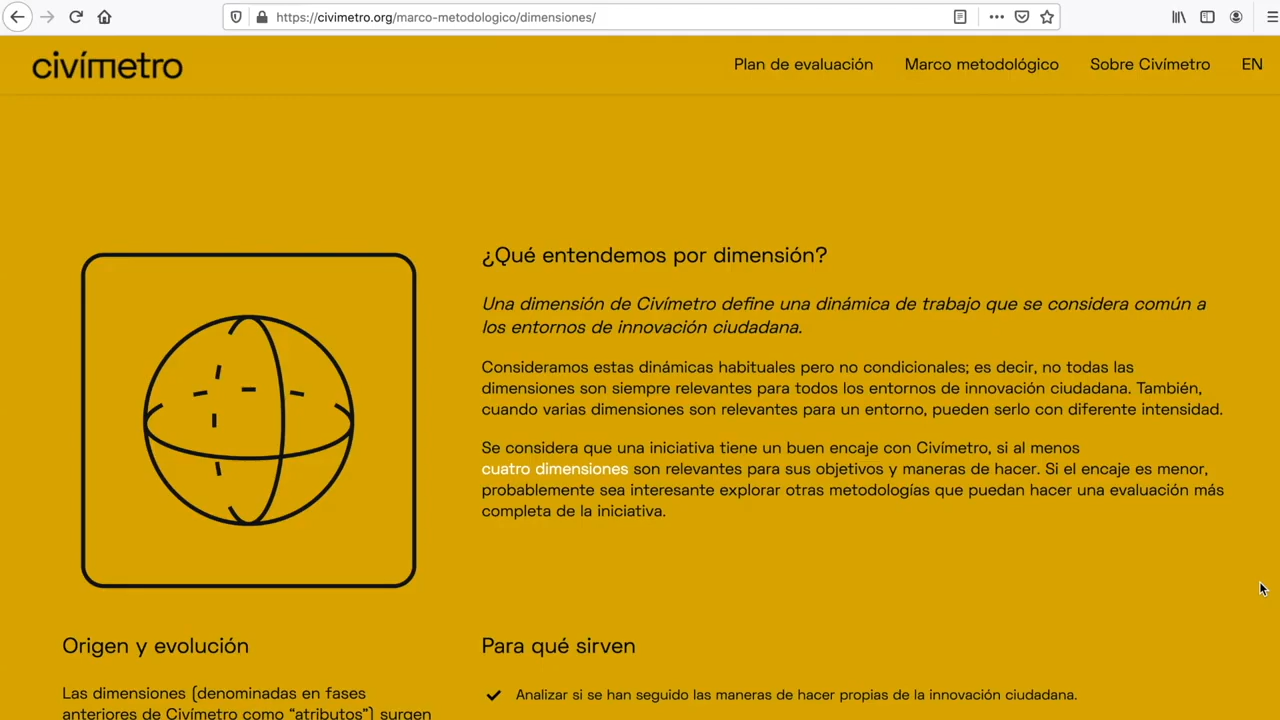 https://civimetro.org/marco-metodologico/dimensiones/
civímetro
Plan de evaluación
Marco metodológico
Sobre Civímetro
EN
¿Qué entendemos por dimensión?
Una dimensión de Civímetro define una dinámica de trabajo que se considera común a
los entornos de innovación ciudadana.
Consideramos estas dinámicas habituales pero no condicionales; es decir, no todas las
dimensiones son siempre relevantes para todos los entornos de innovación ciudadana. También,
cuando varias dimensiones son relevantes para un entorno, pueden serlo con diferente intensidad.
Se considera que una iniciativa tiene un buen encaje con Civímetro, si al menos
cuatro dimensiones son relevantes para sus objetivos y maneras de hacer. Si el encaje es menor,
probablemente sea interesante explorar otras metodologías que puedan hacer una evaluación más
completa de la iniciativa.
Origen y evolución
Las dimensiones (denominadas en fases
anteriores de Civímetro como “atributos”) surgen
Para qué sirven
Analizar si se han seguido las maneras de hacer propias de la innovación ciudadana.